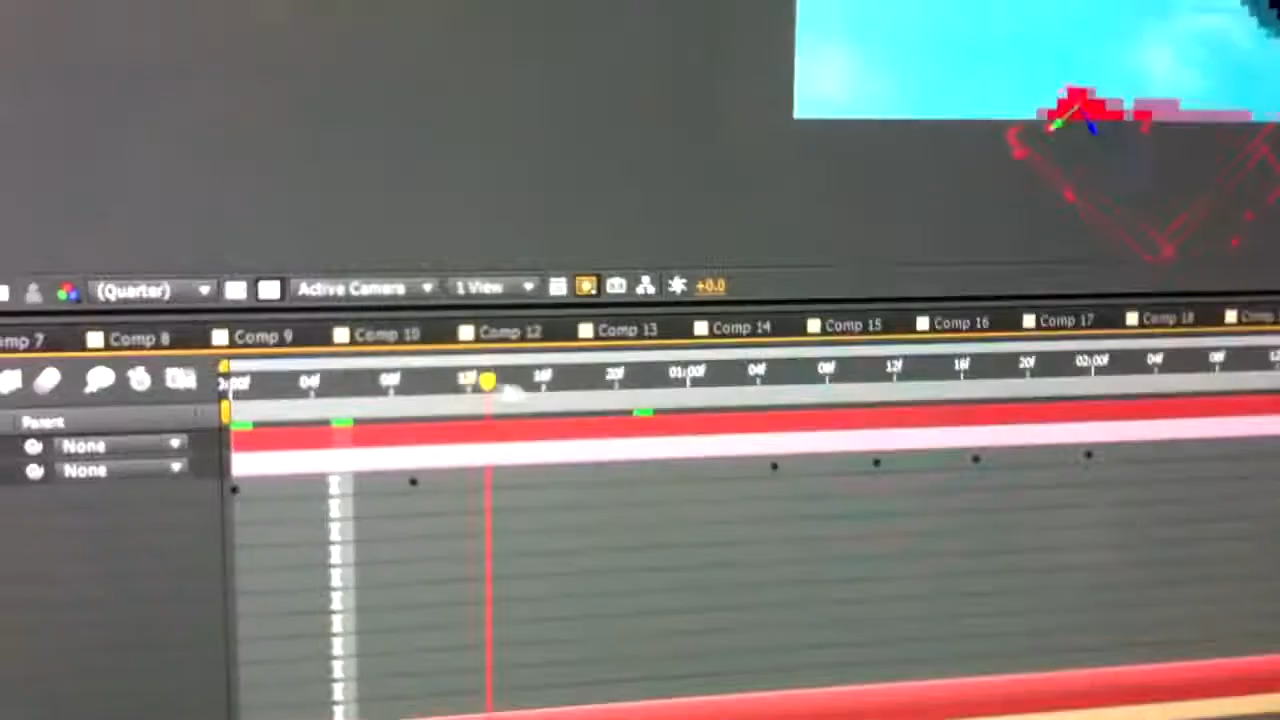 (Quarter) Active Camera 1 View +0.0
mp 7 Comp 8 Comp 9 Comp 10 Comp 12 Comp 13 Comp 14 Comp 15 Comp 16 Comp 17 Comp 18 Comp
0:00f 04f 08f 12f 16f 20f 01:00f 04f 08f 12f 16f 20f 02:00f 04f 08f
Parent
None
None